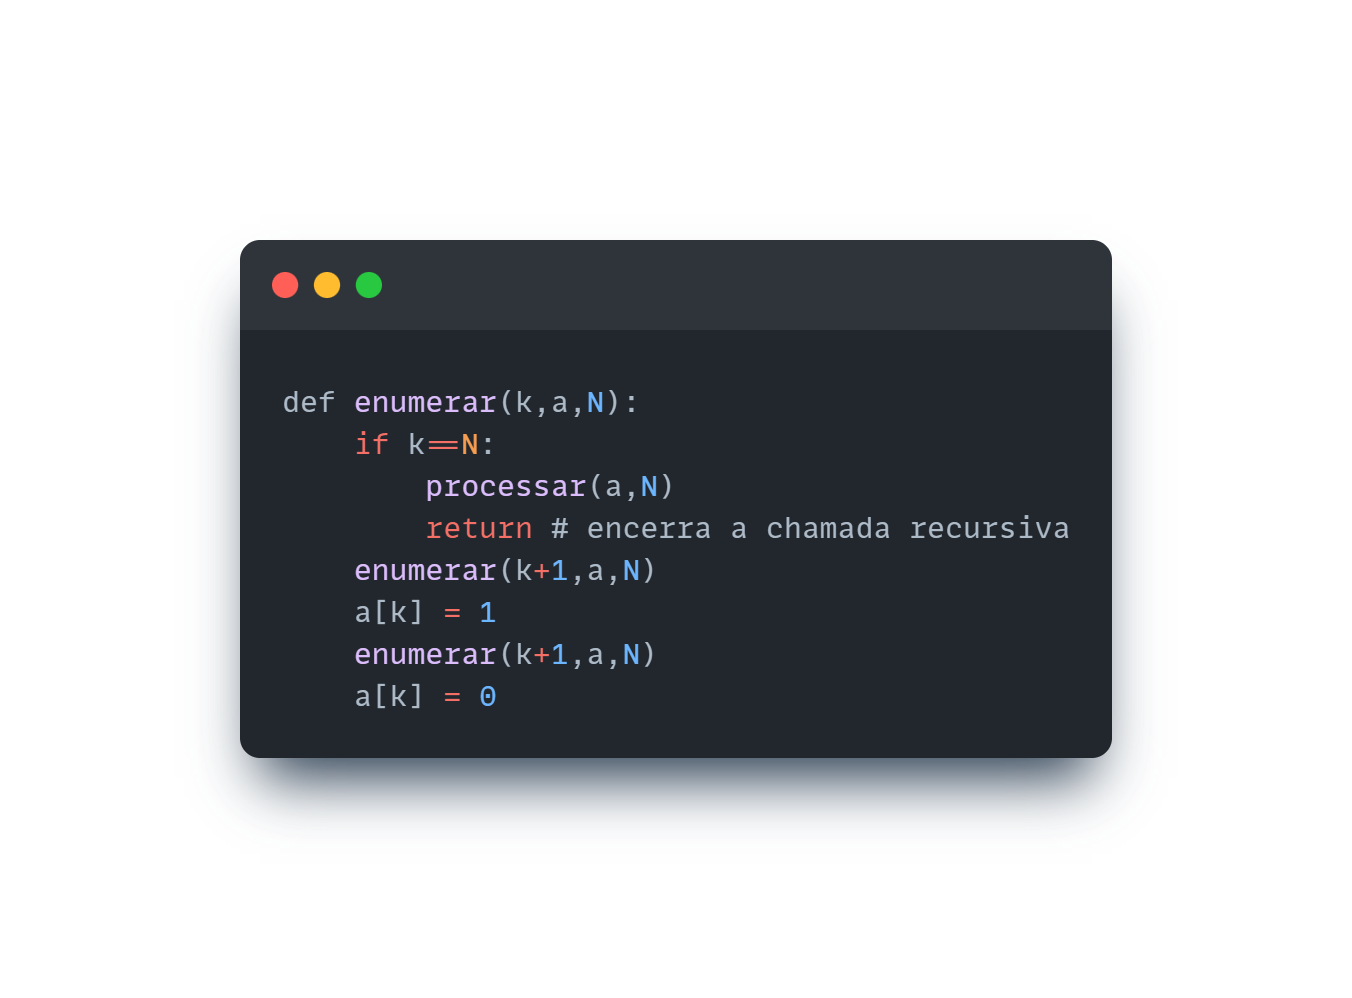 def enumerar(k,a,N):
    if k==N:
        processar(a,N)
        return # encerra a chamada recursiva
    enumerar(k+1,a,N)
    a[k] = 1
    enumerar(k+1,a,N)
    a[k] = 0